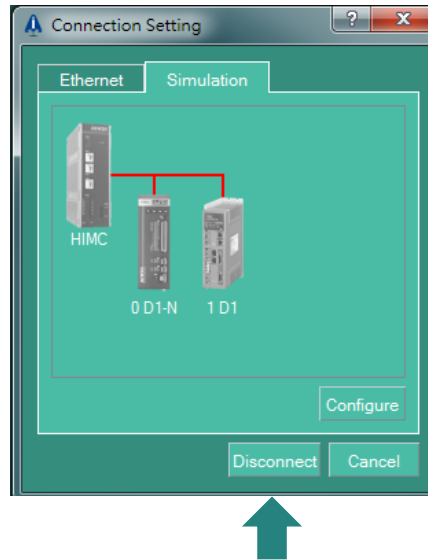 Connection Setting
?
X
Ethernet
Simulation
HIMC
0 D1-N
1 D1
Configure
Disconnect
Cancel